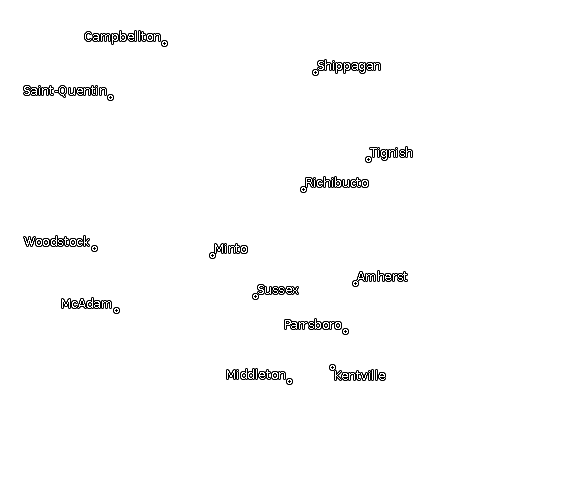 Campbellton
Shippagan
Saint-Quentin
Tignish
Richibucto
Woodstock
Minto
Amherst
Sussex
McAdam
Parrsboro
Middleton
Kentville